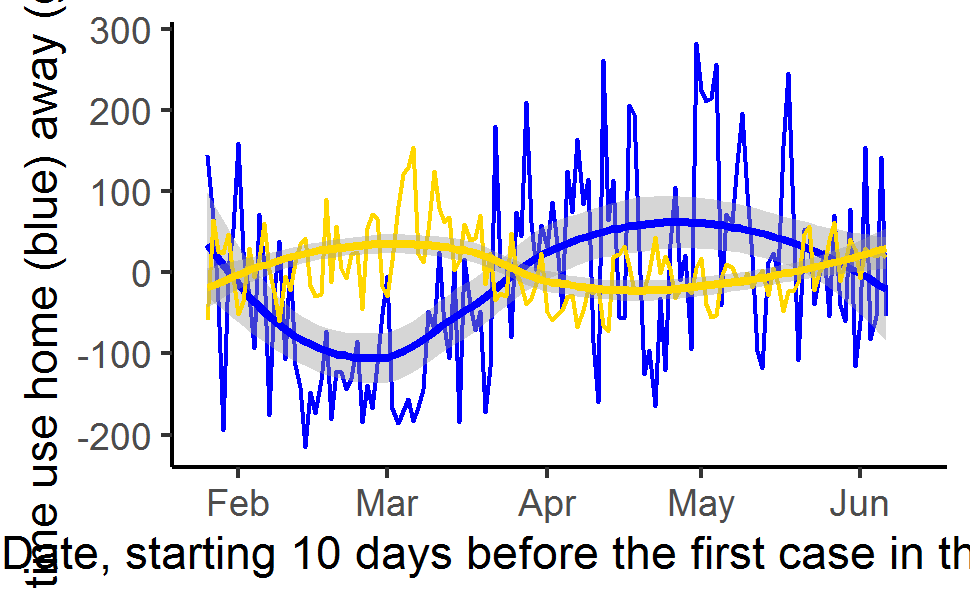 time use home (blue) away (
300
200
100
0
-100
-200
Feb Mar Apr May Jun
Date, starting 10 days before the first case in th